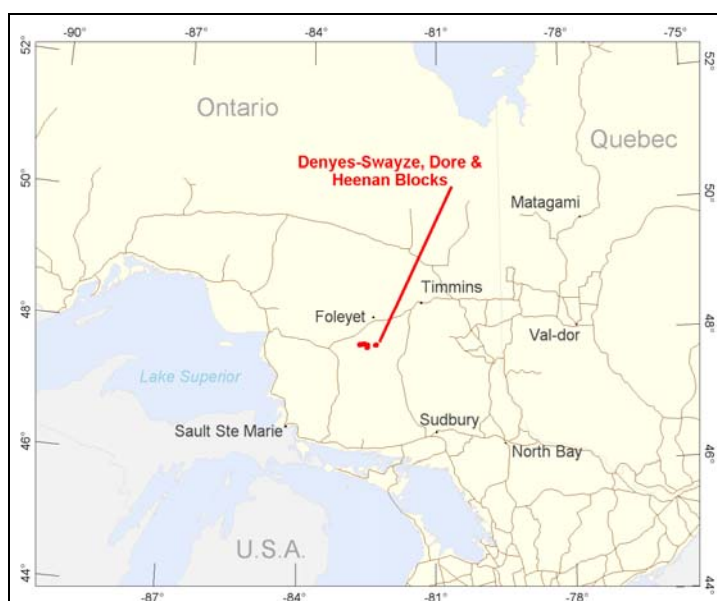 -90° -87° -84° -81° -78° -75°
52°
52°
Ontario
Quebec
Denyes-Swayze, Dore &
Heenan Blocks
50°
50°
Matagami
Timmins
Foleyet
48°
48°
Val-dor
Lake Superior
Sudbury
Sault Ste Marie
46°
46°
North Bay
U.S.A.
44°
44°
-87° -84° -81° -78°